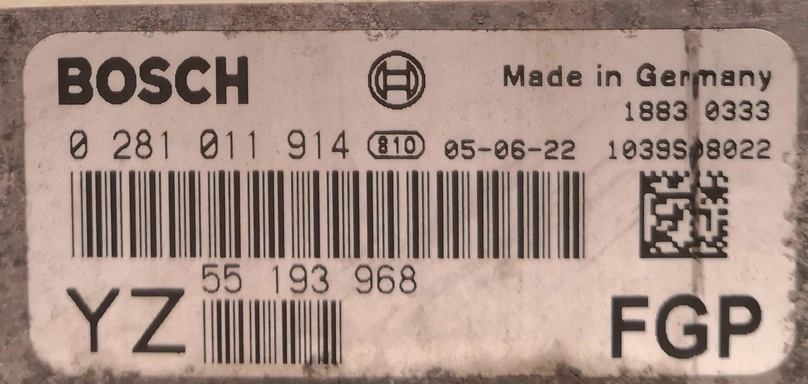 BOSCH
Made in Germany
1883 0333
0 281 011 914 810 05-06-22 1039S08022
55 193 968
YZ
FGP